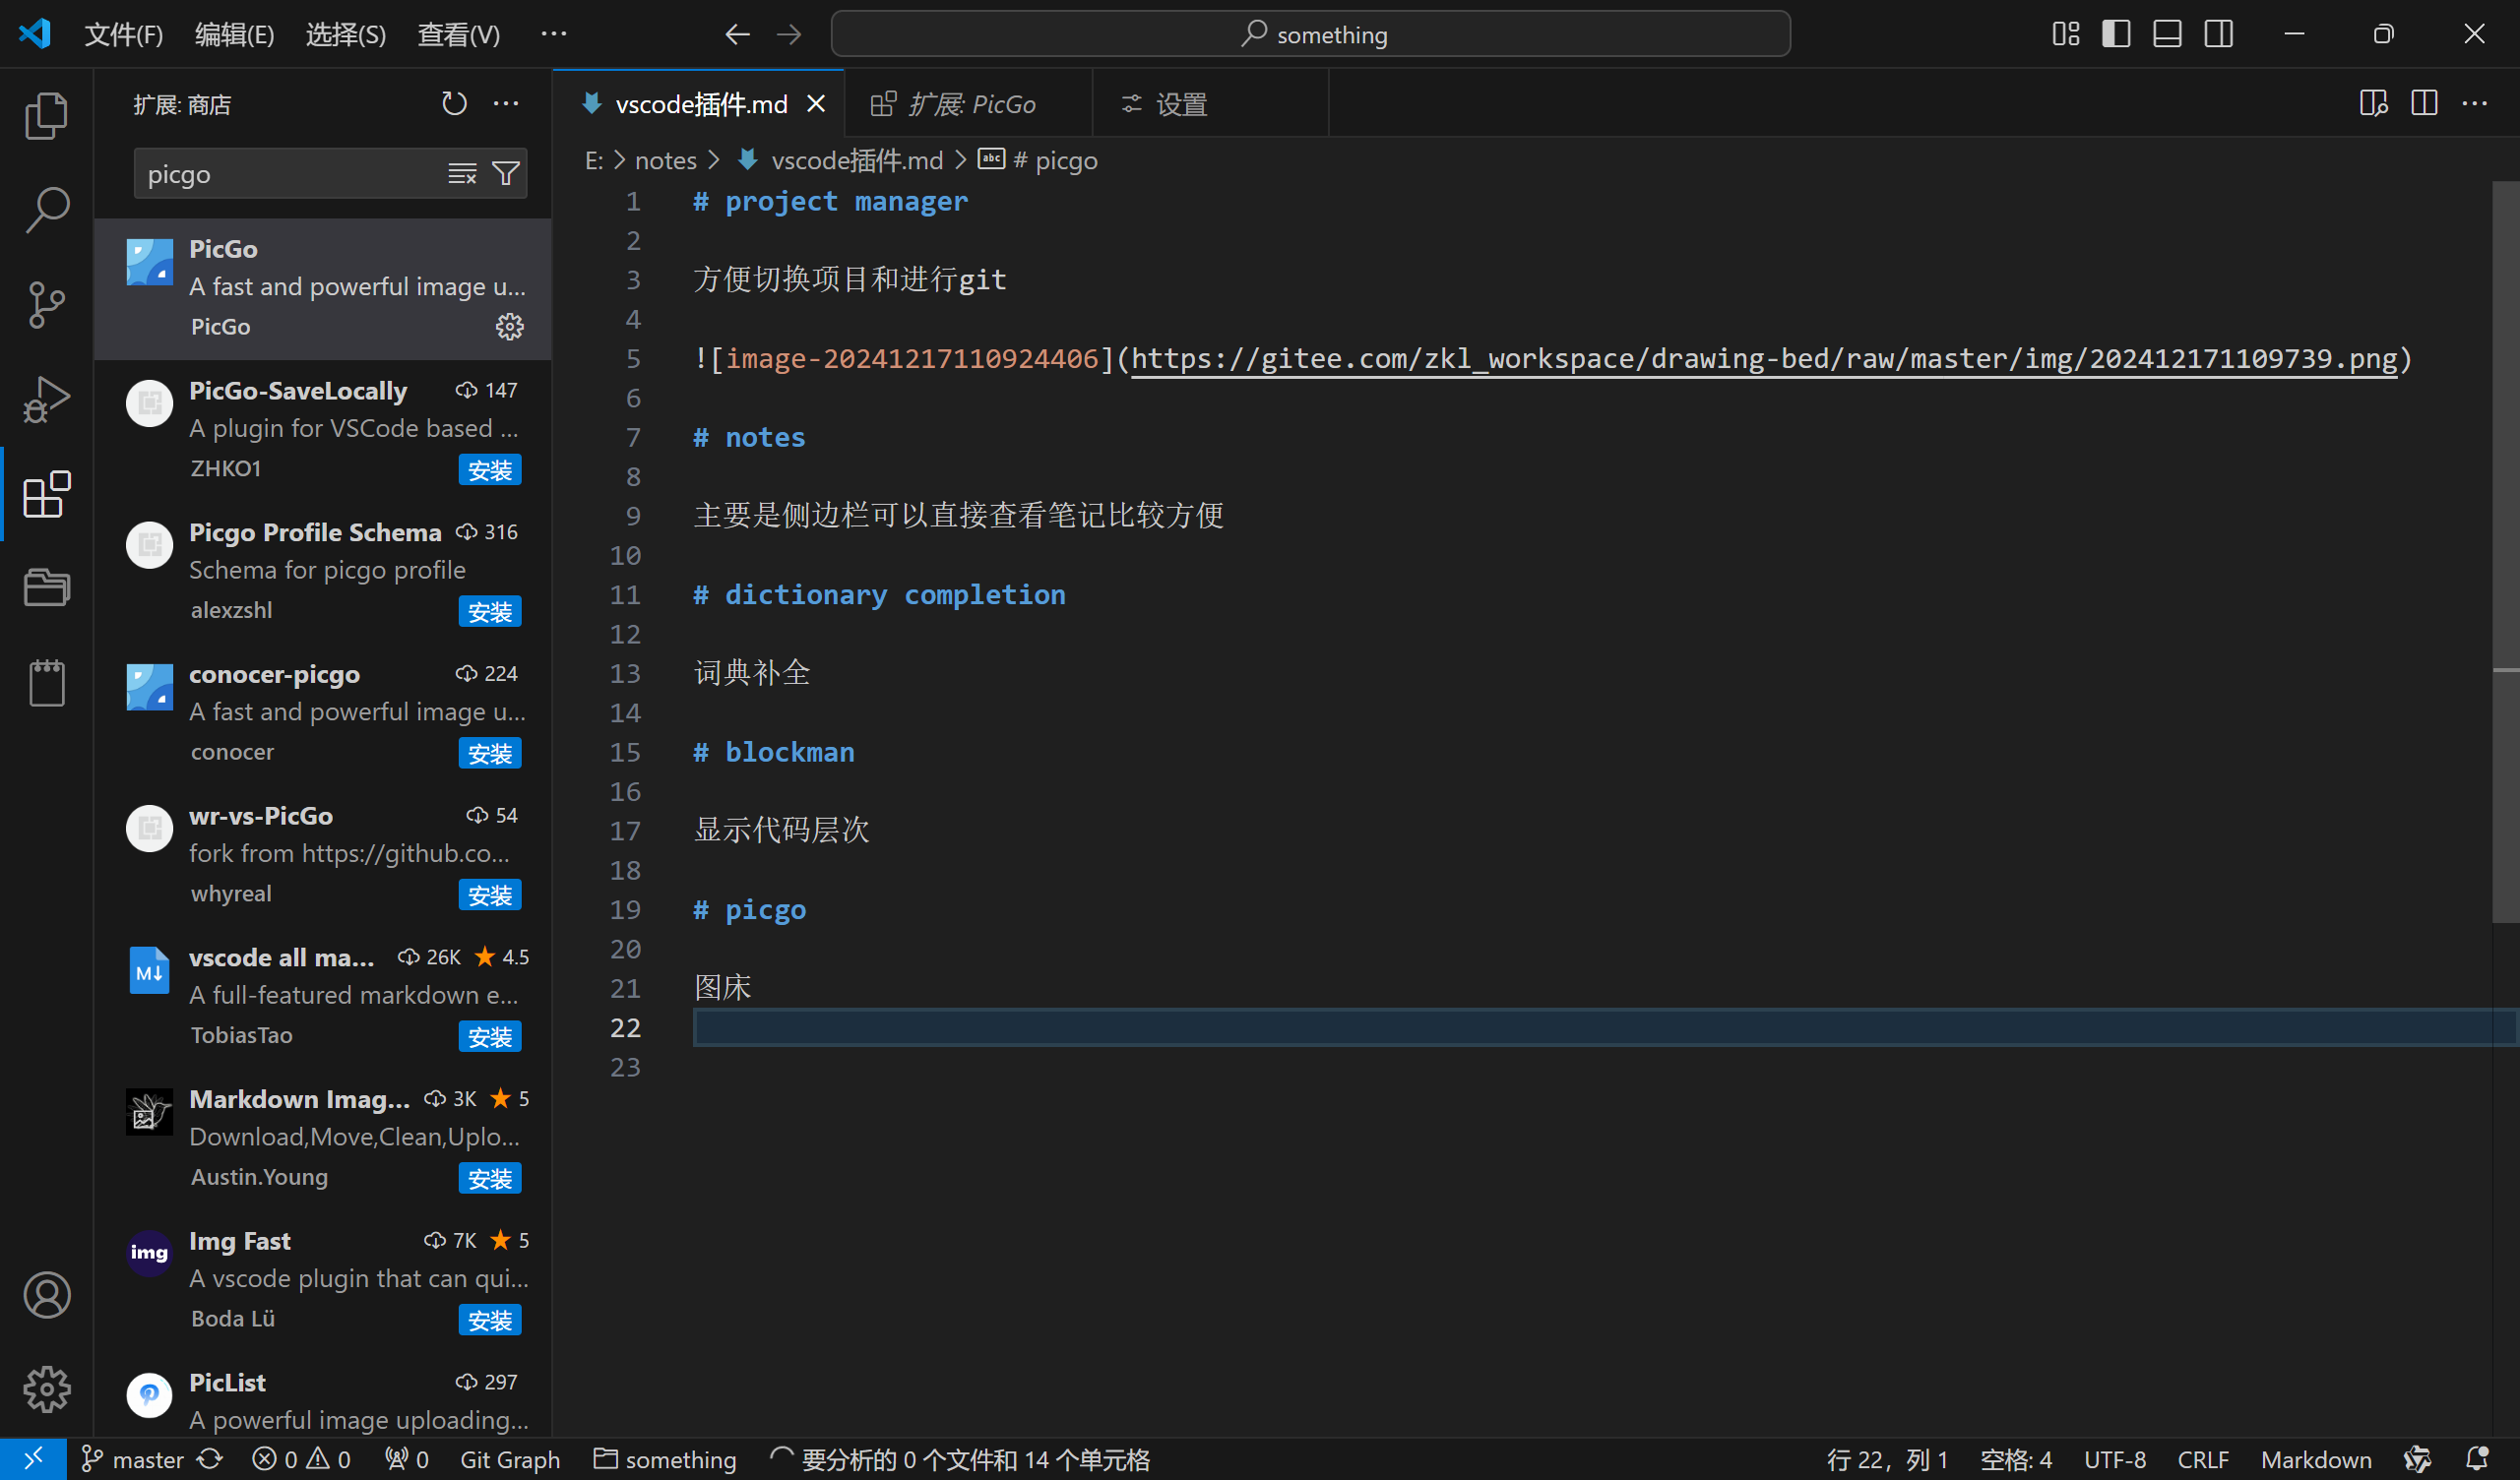 文件(F) 编辑(E) 选择(S) 查看(V) ··· something
扩展: 商店
picgo
PicGo
A fast and powerful image u...
PicGo
PicGo-SaveLocally 147
A plugin for VSCode based ...
ZHKO1 安装
Picgo Profile Schema 316
Schema for picgo profile
alexzshl 安装
conocer-picgo 224
A fast and powerful image u...
conocer 安装
wr-vs-PicGo 54
fork from https://github.co...
whyreal 安装
vscode all ma... 26K ★ 4.5
A full-featured markdown e...
TobiasTao 安装
Markdown Imag... 3K ★ 5
Download,Move,Clean,Uplo...
Austin.Young 安装
img
Img Fast 7K ★ 5
A vscode plugin that can qui...
Boda Lü 安装
PicList 297
A powerful image uploading...
vscode插件.md 扩展: PicGo 设置
E: > notes > vscode插件.md > abc # picgo
1 # project manager
2
3 方便切换项目和进行git
4
5 ![image-20241217110924406](https://gitee.com/zkl_workspace/drawing-bed/raw/master/img/202412171109739.png)
6
7 # notes
8
9 主要是侧边栏可以直接查看笔记比较方便
10
11 # dictionary completion
12
13 词典补全
14
15 # blockman
16
17 显示代码层次
18
19 # picgo
20
21 图床
22
23
master 0 0 0 Git Graph something 要分析的 0 个文件和 14 个单元格 行 22, 列 1 空格: 4 UTF-8 CRLF Markdown